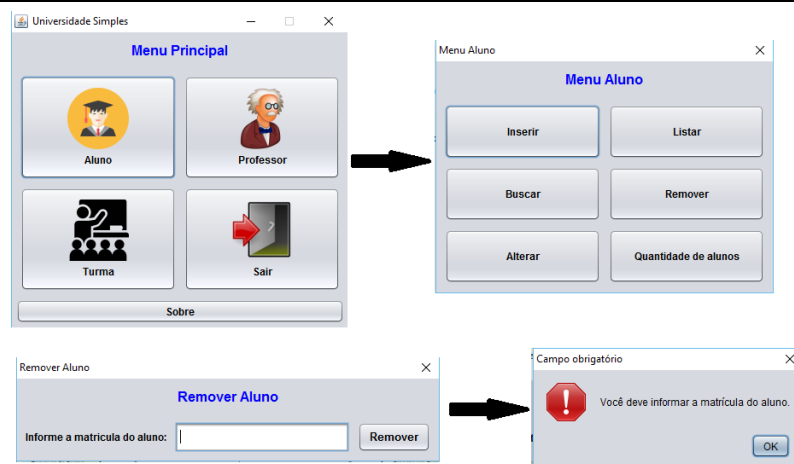 Universidade Simples
Menu Principal
Aluno
Professor
Turma
Sair
Sobre
Menu Aluno
Menu Aluno
Inserir
Listar
Buscar
Remover
Alterar
Quantidade de alunos
Remover Aluno
Remover Aluno
Informe a matricula do aluno:
Remover
Campo obrigatório
Você deve informar a matrícula do aluno.
OK